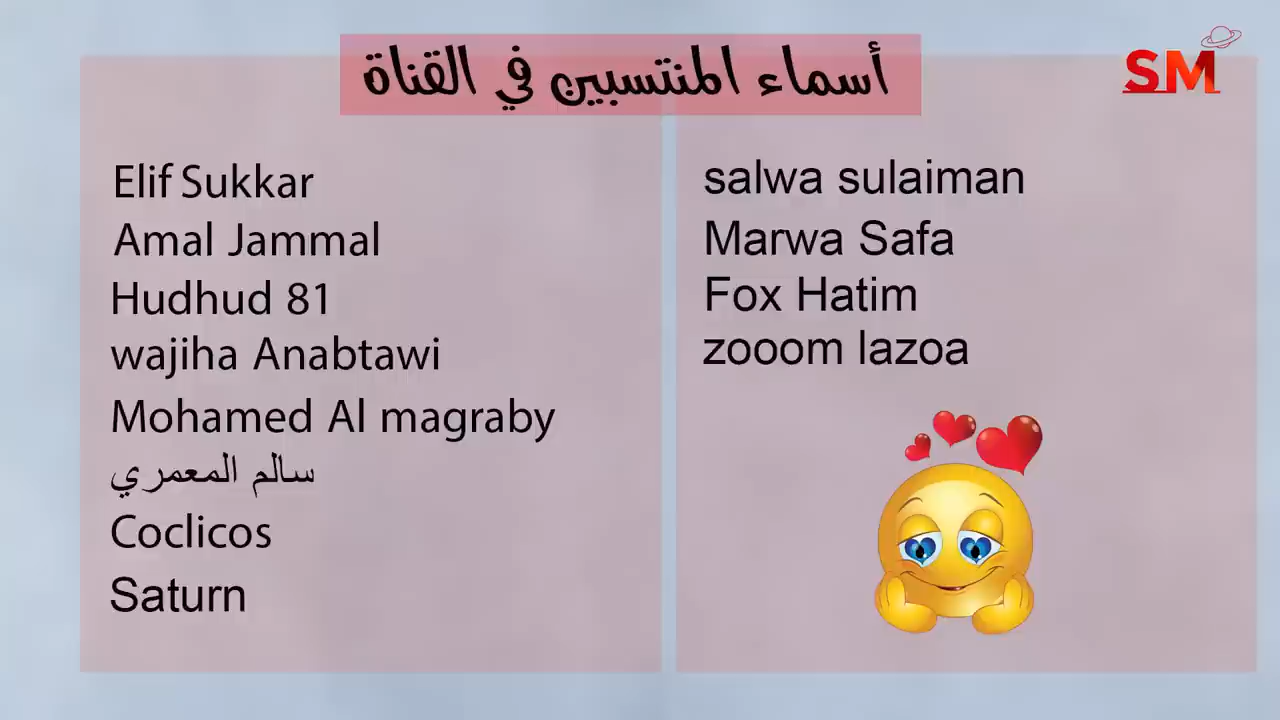 أسماء المنتسبين في القناة
SM
Elif Sukkar
Amal Jammal
Hudhud 81
wajiha Anabtawi
Mohamed Al magraby
سالم المعمري
Coclicos
Saturn
salwa sulaiman
Marwa Safa
Fox Hatim
zooom lazoa